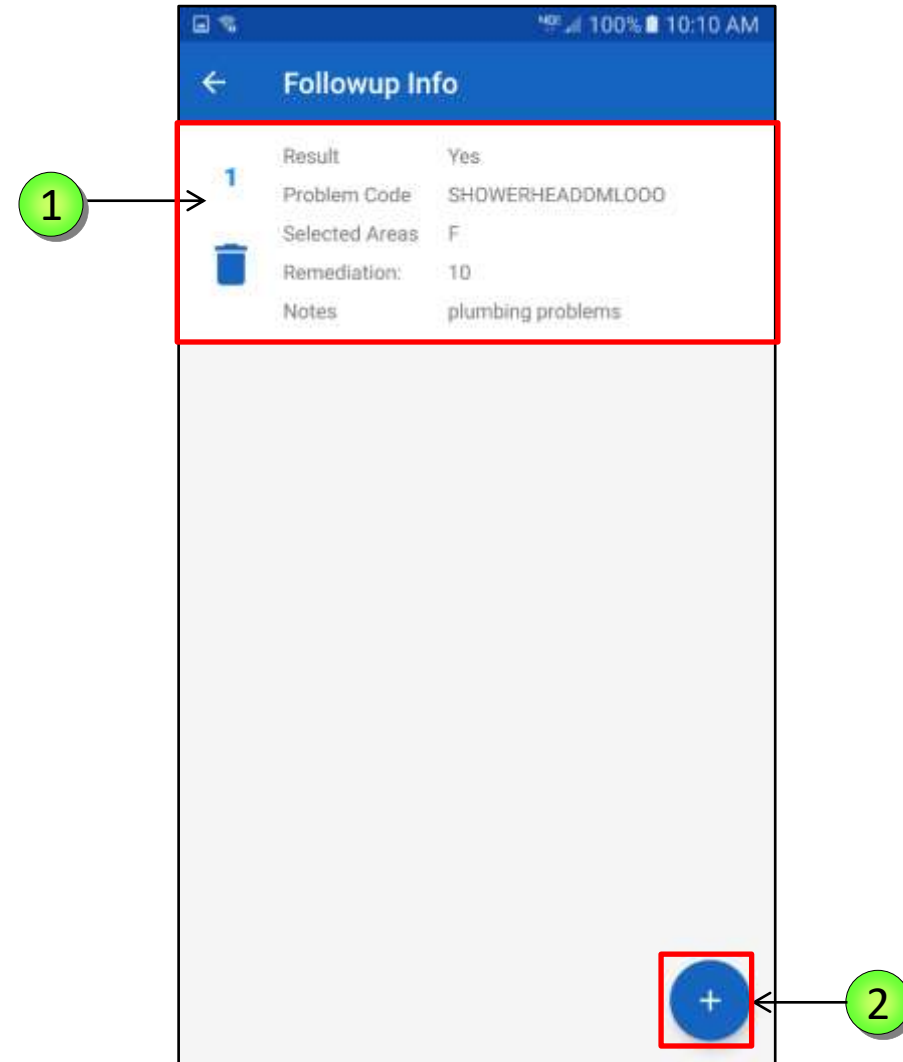 100% 10:10 AM
Followup Info
1
Result Yes
1
Problem Code SHOWERHEADDMLOOO
Selected Areas F
Remediation: 10
Notes plumbing problems
+
2